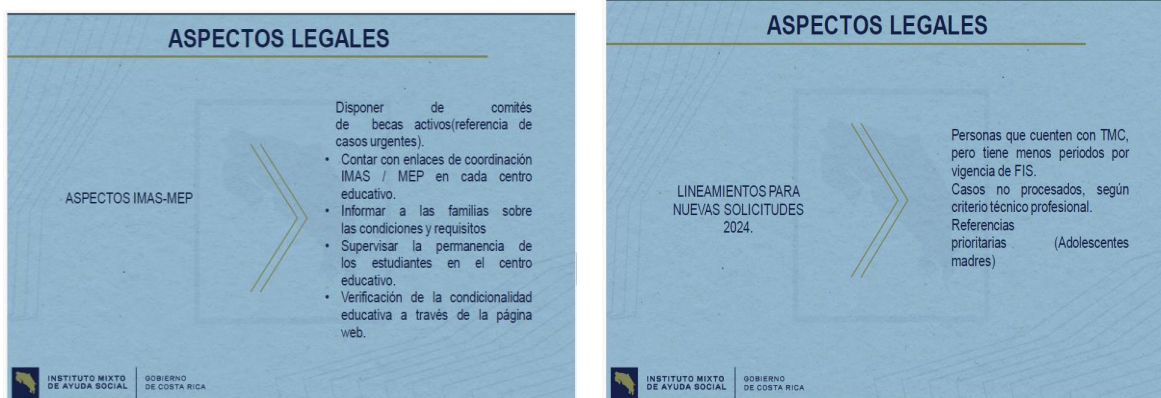 ASPECTOS LEGALES
ASPECTOS IMAS-MEP
Disponer de comités
de becas activos(referencia de
casos urgentes).
• Contar con enlaces de coordinación
IMAS / MEP en cada centro
educativo.
• Informar a las familias sobre
las condiciones y requisitos
• Supervisar la permanencia de
los estudiantes en el centro
educativo.
• Verificación de la condicionalidad
educativa a través de la página
web.
INSTITUTO MIXTO
DE AYUDA SOCIAL
GOBIERNO
DE COSTA RICA
ASPECTOS LEGALES
LINEAMIENTOS PARA
NUEVAS SOLICITUDES
2024.
Personas que cuenten con TMC,
pero tiene menos periodos por
vigencia de FIS.
Casos no procesados, según
criterio técnico profesional.
Referencias
prioritarias (Adolescentes
madres)
INSTITUTO MIXTO
DE AYUDA SOCIAL
GOBIERNO
DE COSTA RICA